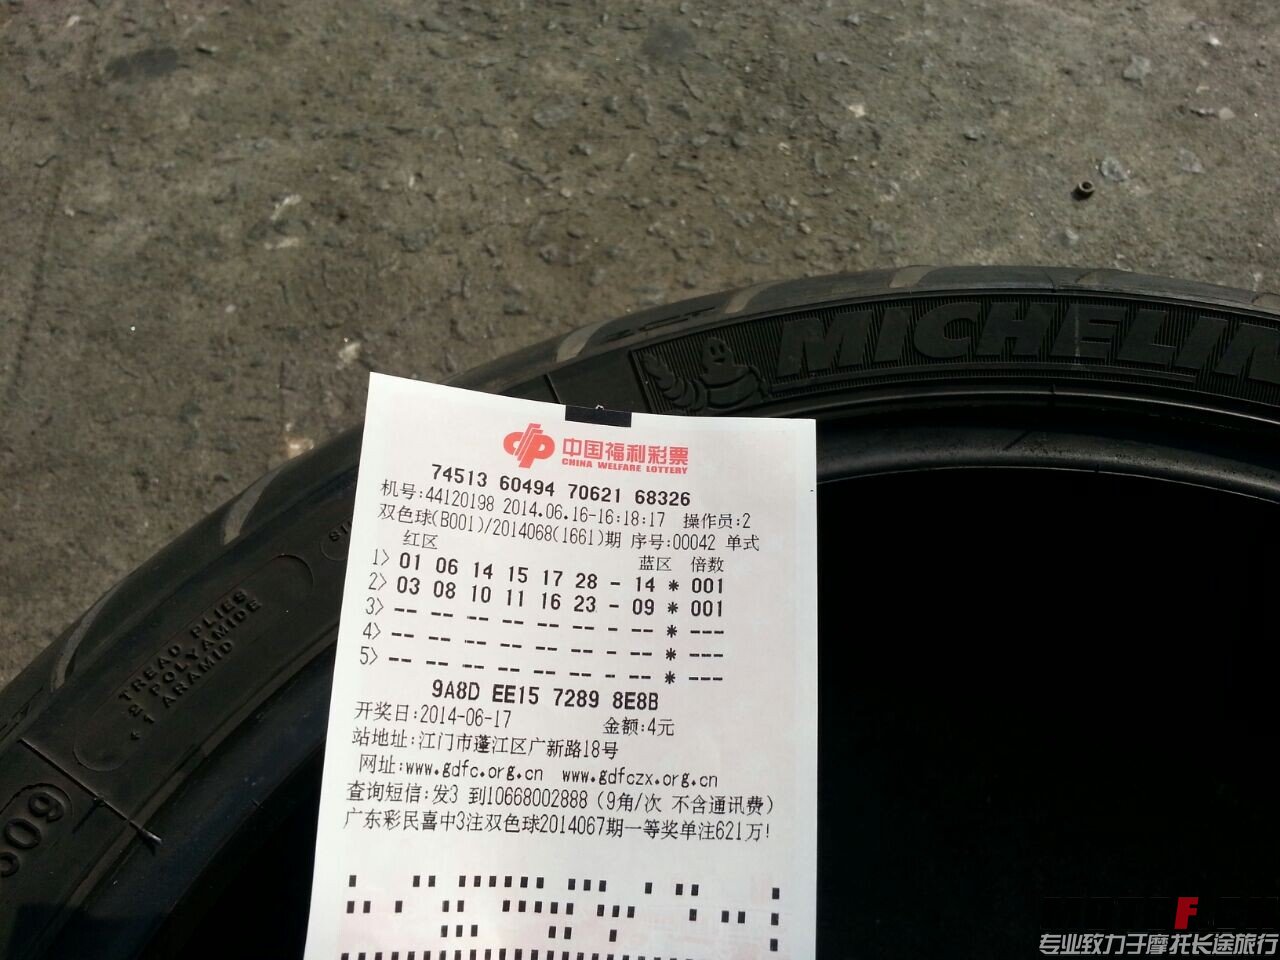 MICHELIN
中国福利彩票
CHINA WELFARE LOTTERY
74513 60494 70621 68326
机号:44120198 2014.06.16-16:18:17 操作员:2
双色球(B001)/2014068(1661)期 序号:00042 单式
红区 蓝区 倍数
1> 01 06 14 15 17 28 - 14 * 001
2> 03 08 10 11 16 23 - 09 * 001
3> -- -- -- -- -- -- - -- * ---
4> -- -- -- -- -- -- - -- * ---
5> -- -- -- -- -- -- - -- * ---
9A8D EE15 7289 8E8B
开奖日:2014-06-17 金额:4元
站地址:江门市蓬江区广新路18号
网址:www.gdfc.org.cn www.gdfczx.org.cn
查询短信:发3 到10668002888(9角/次 不含通讯费)
广东彩民喜中3注双色球2014067期一等奖单注621万!
TREAD PLIES
2 POLYAMIDE
+ 1 ARAMID
专业致力于摩托长途旅行